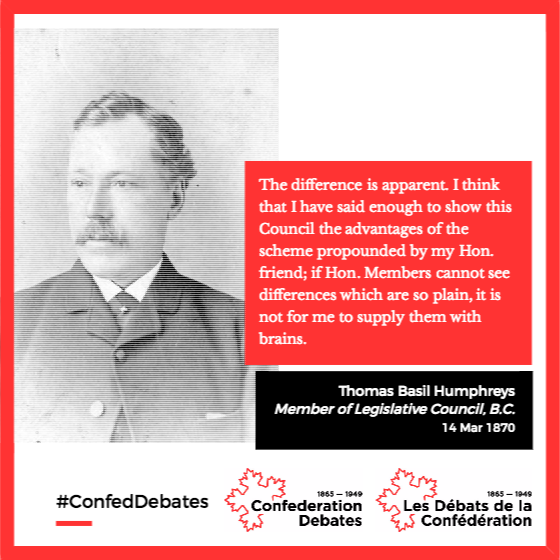 The difference is apparent. I think
that I have said enough to show this
Council the advantages of the
scheme propounded by my Hon.
friend; if Hon. Members cannot see
differences which are so plain, it is
not for me to supply them with
brains.
Thomas Basil Humphreys
Member of Legislative Council, B.C.
14 Mar 1870
#ConfedDebates
1865 — 1949
Confederation
Debates
1865 — 1949
Les Débats de la
Confédération